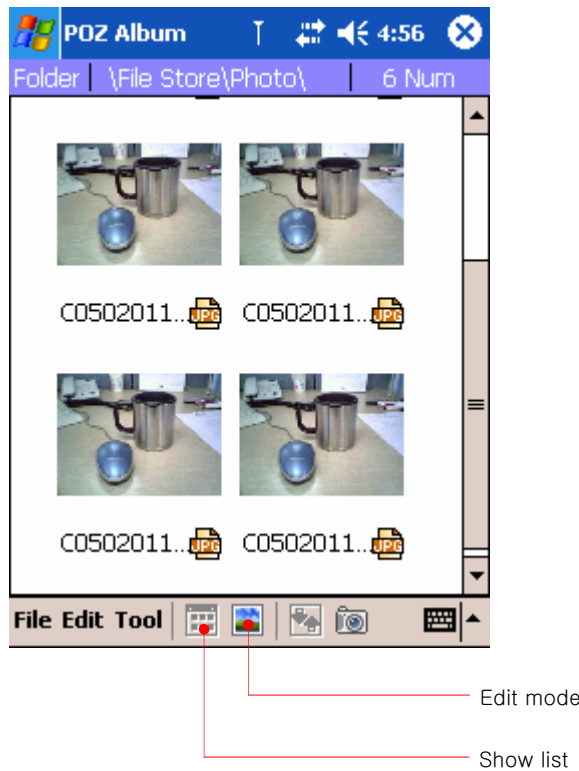 POZ Album 4:56
Folder \File Store\Photo\ 6 Num
C0502011... JPG C0502011... JPG
C0502011... JPG C0502011... JPG
File Edit Tool
Edit mode
Show list